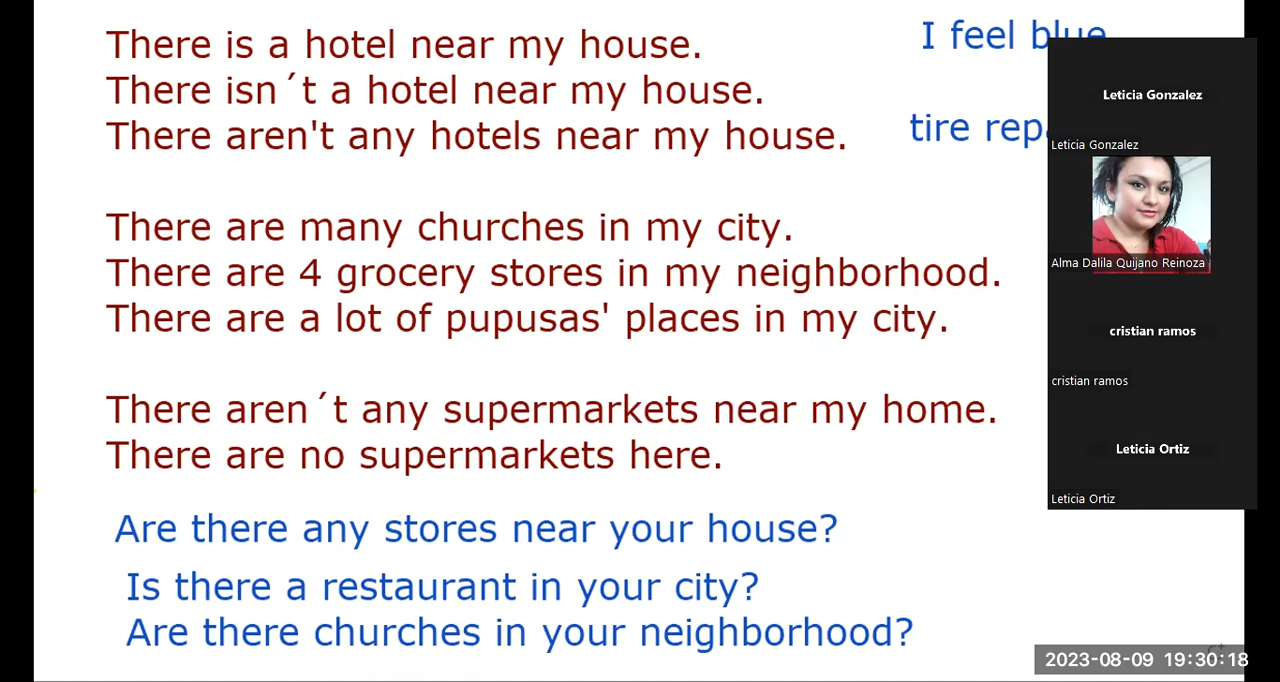 There is a hotel near my house.
There isn´t a hotel near my house.
There aren't any hotels near my house.
There are many churches in my city.
There are 4 grocery stores in my neighborhood.
There are a lot of pupusas' places in my city.
There aren´t any supermarkets near my home.
There are no supermarkets here.
Are there any stores near your house?
Is there a restaurant in your city?
Are there churches in your neighborhood?
I feel blue
tire
Leticia Gonzalez
Leticia Gonzalez
Alma Dalila Quijano Reinoza
cristian ramos
cristian ramos
Leticia Ortiz
Leticia Ortiz
2023-08-09 19:30:18